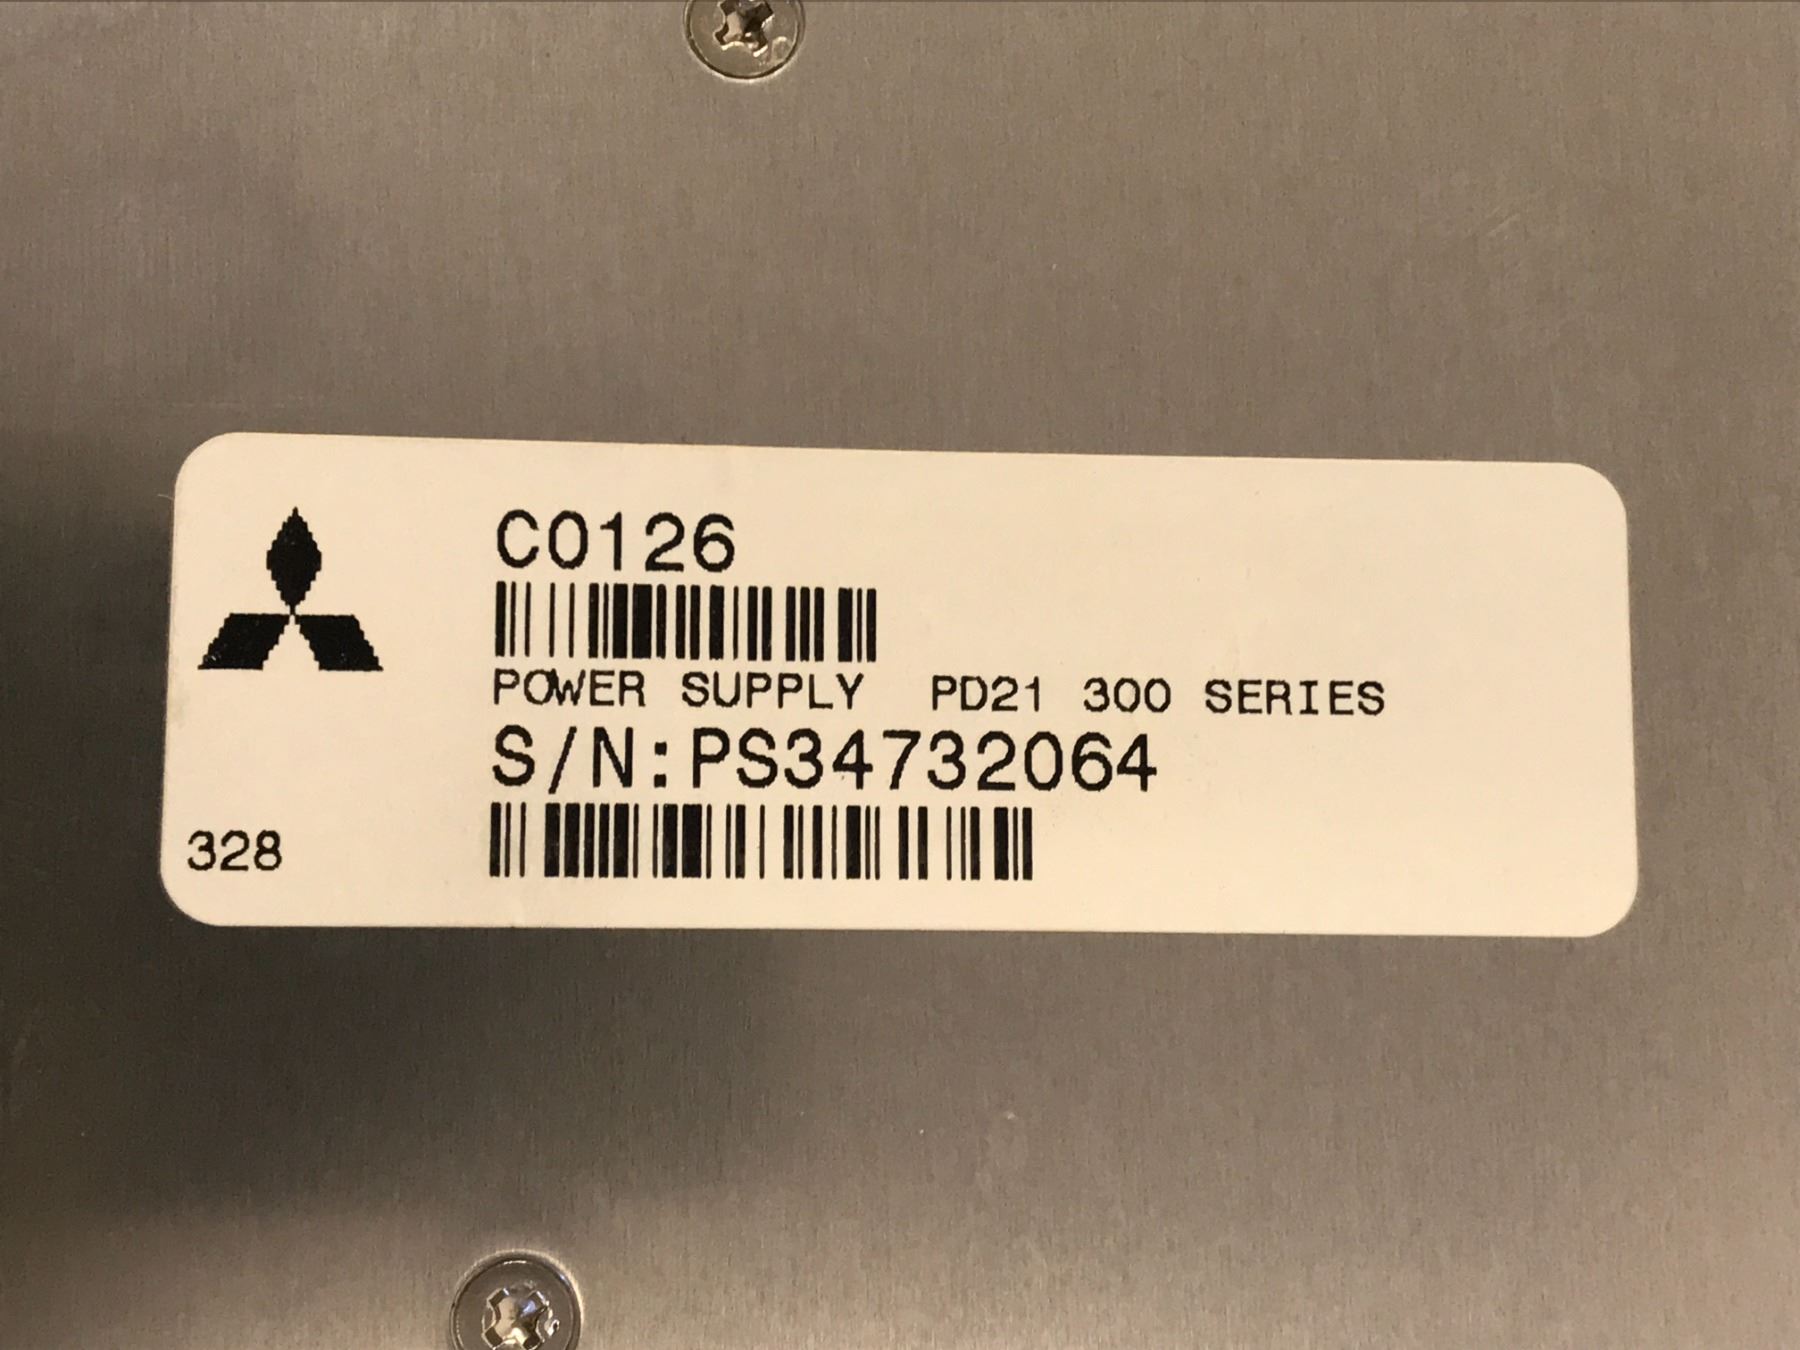 C0126
POWER SUPPLY PD21 300 SERIES
S/N:PS34732064
328